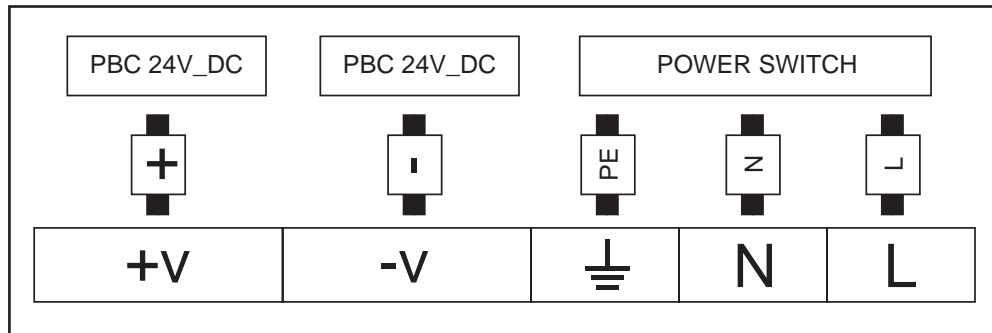 PBC 24V_DC PBC 24V_DC POWER SWITCH
+ - PE N L
+V -V N L